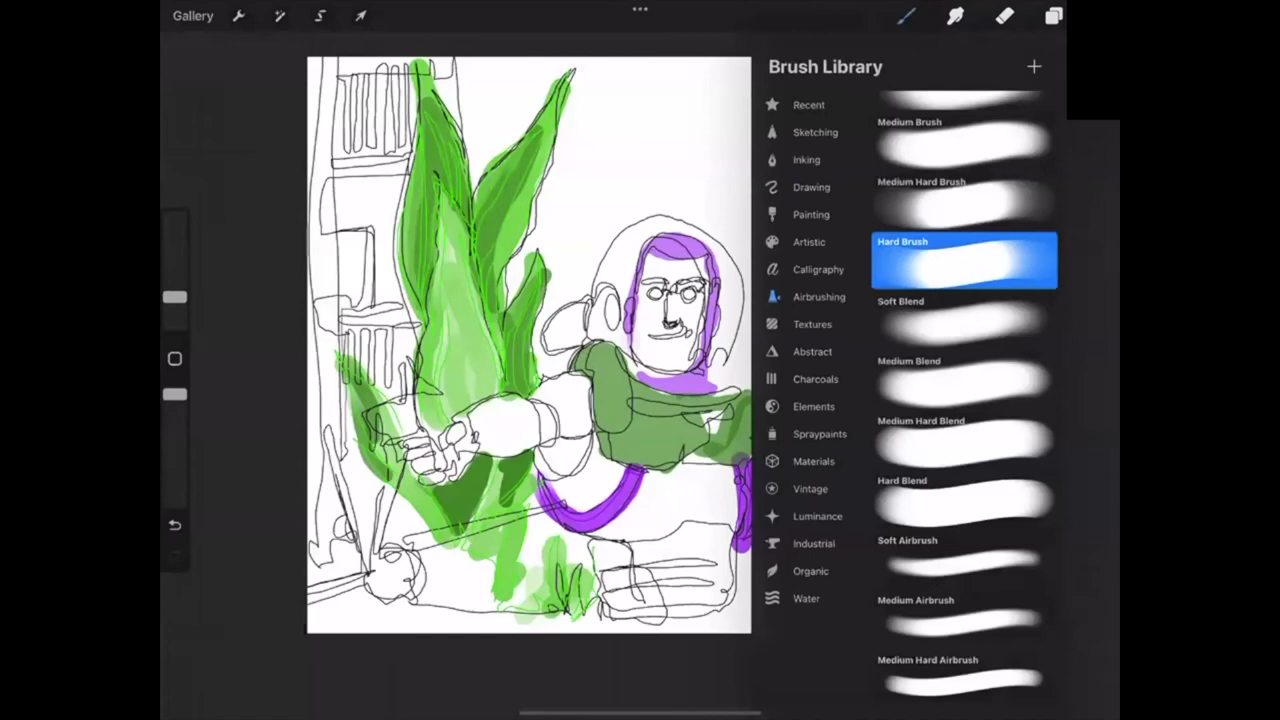 Gallery
Brush Library
Recent
Sketching
Inking
Drawing
Painting
Artistic
Calligraphy
Airbrushing
Textures
Abstract
Charcoals
Elements
Spraypaints
Materials
Vintage
Luminance
Industrial
Organic
Water
Medium Brush
Medium Hard Brush
Hard Brush
Soft Blend
Medium Blend
Medium Hard Blend
Hard Blend
Soft Airbrush
Medium Airbrush
Medium Hard Airbrush